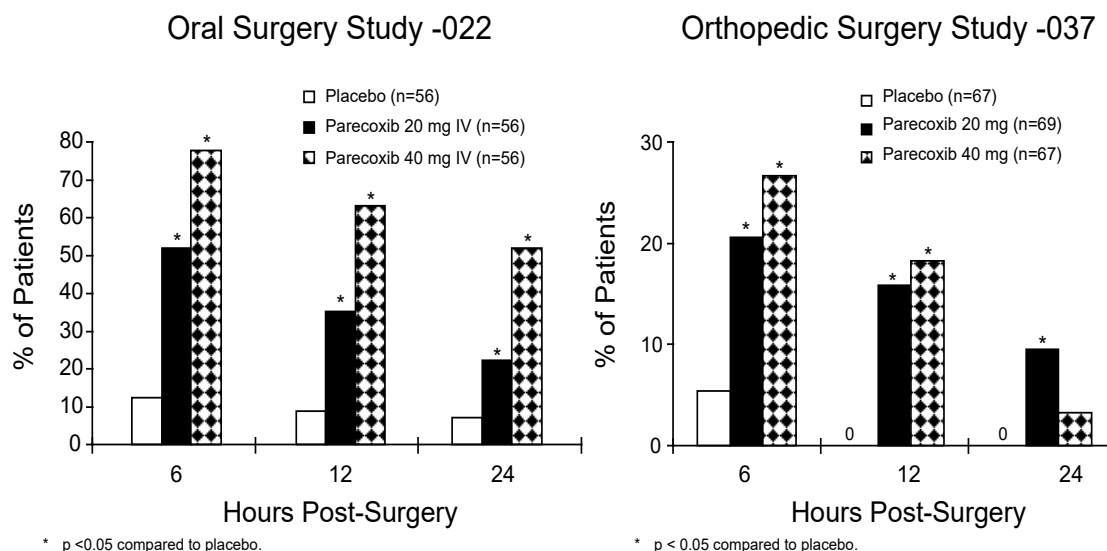 Oral Surgery Study -022
Placebo (n=56)
Parecoxib 20 mg IV (n=56)
Parecoxib 40 mg IV (n=56)
% of Patients
80
70
60
50
40
30
20
10
0
* * * * * *
6 12 24
Hours Post-Surgery
* p <0.05 compared to placebo.
Orthopedic Surgery Study -037
Placebo (n=67)
Parecoxib 20 mg (n=69)
Parecoxib 40 mg (n=67)
% of Patients
30
20
10
0
* * * * *
0 0
6 12 24
Hours Post-Surgery
* p < 0.05 compared to placebo.